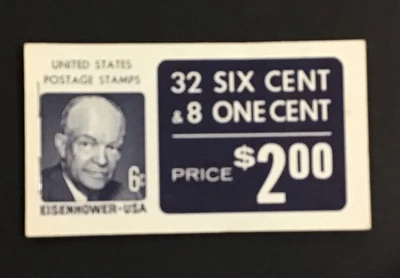 UNITED STATES
POSTAGE STAMPS
6¢
EISENHOWER·USA
32 SIX CENT
& 8 ONE CENT
PRICE $2.00